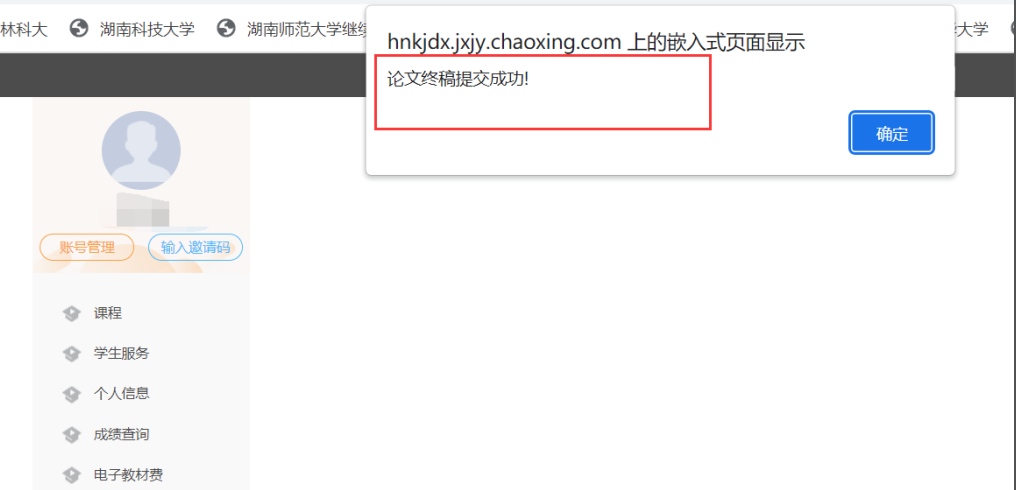 林科大 湖南科技大学 湖南师范大学继续 大学
hnkjdx.jxjy.chaoxing.com 上的嵌入式页面显示
论文终稿提交成功!
确定
账号管理 输入邀请码
课程
学生服务
个人信息
成绩查询
电子教材费